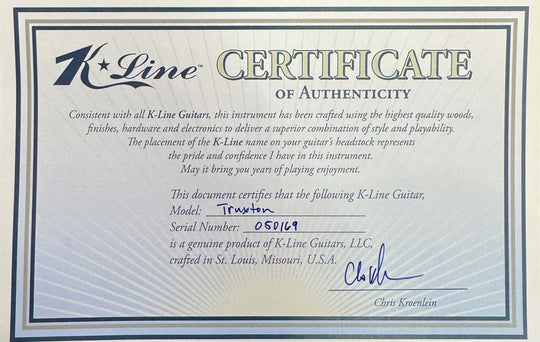 K★Line™ CERTIFICATE
OF AUTHENTICITY
Consistent with all K-Line Guitars, this instrument has been crafted using the highest quality woods,
finishes, hardware and electronics to deliver a superior combination of style and playability.
The placement of the K-Line name on your guitar's headstock represents
the pride and confidence I have in this instrument.
May it bring you years of playing enjoyment.
This document certifies that the following K-Line Guitar,
Model: Truxton
Serial Number: 050169
is a genuine product of K-Line Guitars, LLC,
crafted in St. Louis, Missouri, U.S.A.
Chris Kroenlein